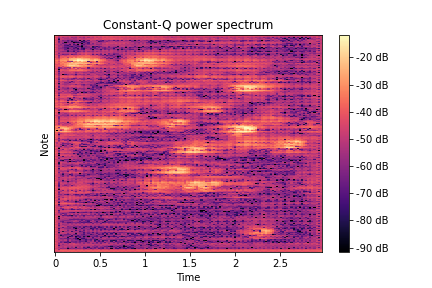 Constant-Q power spectrum
Note
-20 dB
-30 dB
-40 dB
-50 dB
-60 dB
-70 dB
-80 dB
-90 dB
0 0.5 1 1.5 2 2.5
Time